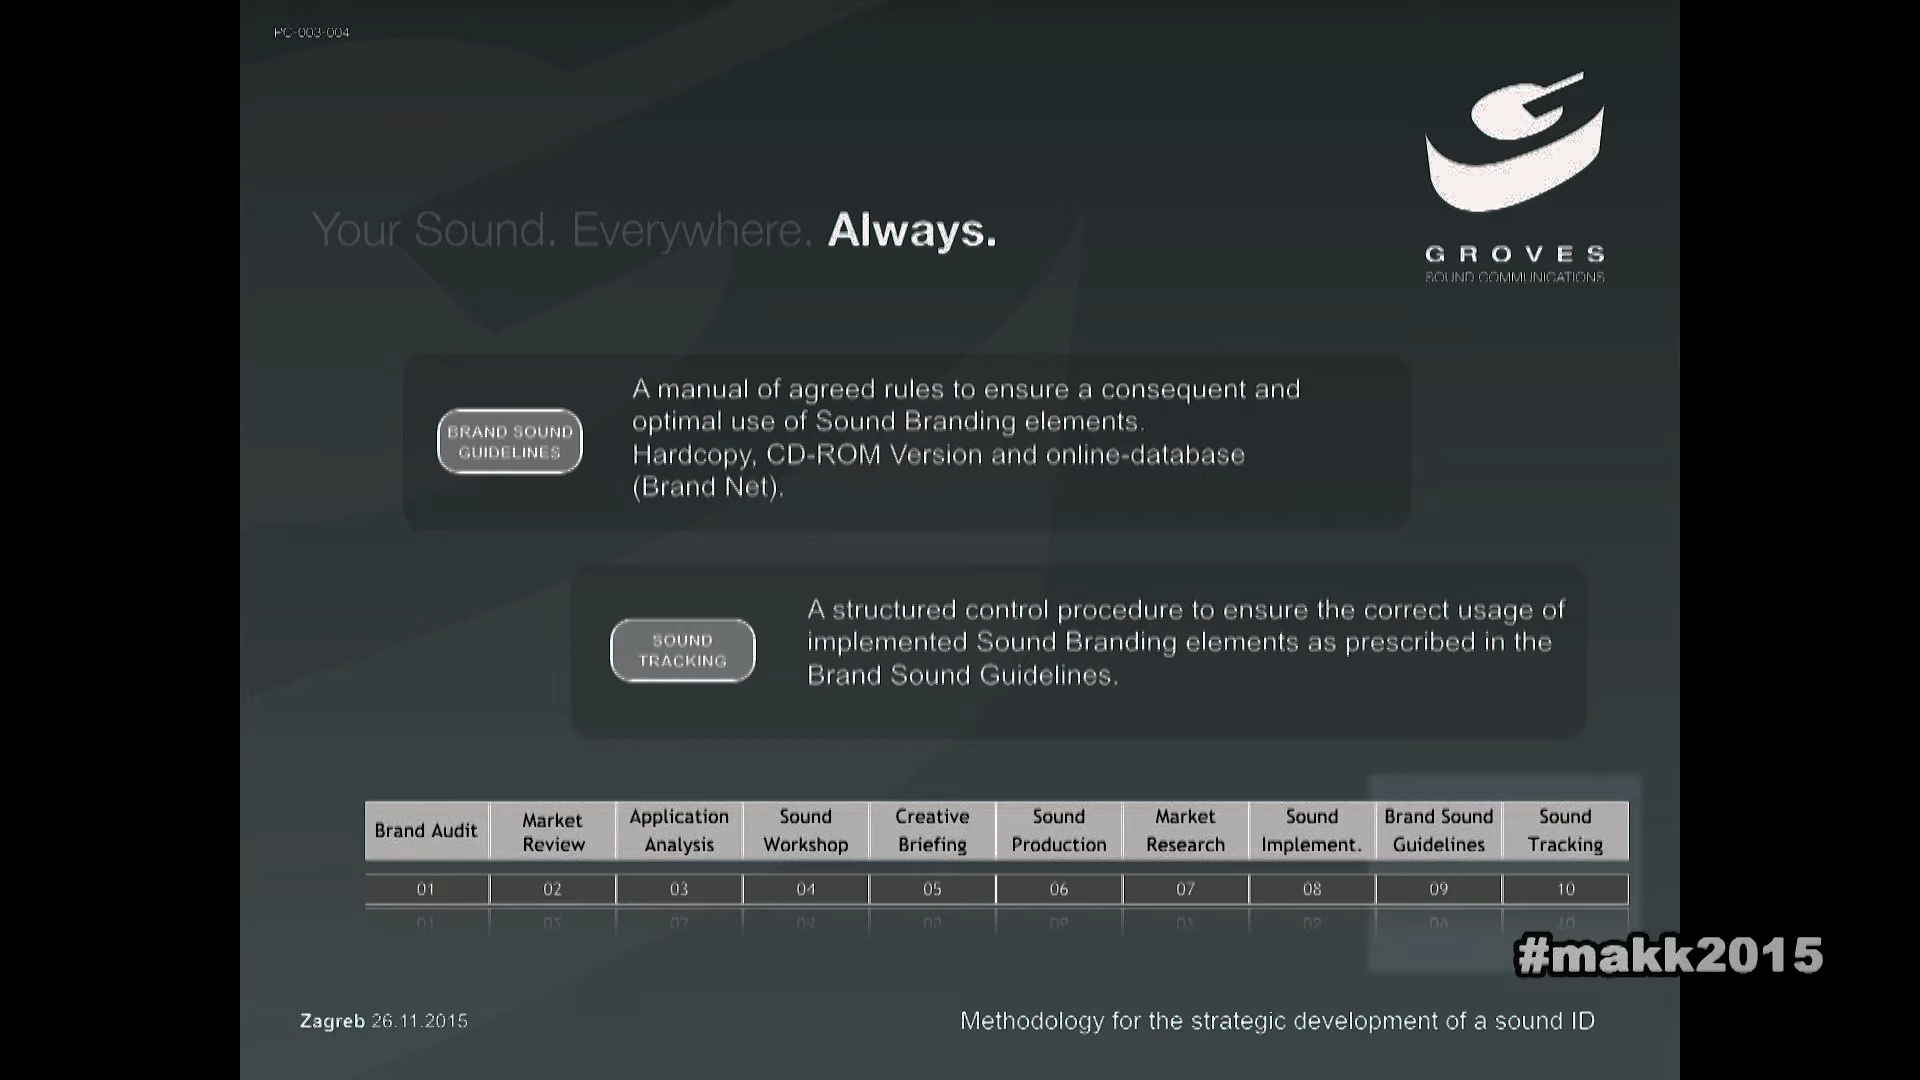 PC-003-004
GROVES
SOUND COMMUNICATIONS
Your Sound. Everywhere. Always.
BRAND SOUND
GUIDELINES
A manual of agreed rules to ensure a consequent and
optimal use of Sound Branding elements.
Hardcopy, CD-ROM Version and online-database
(Brand Net).
SOUND
TRACKING
A structured control procedure to ensure the correct usage of
implemented Sound Branding elements as prescribed in the
Brand Sound Guidelines.
Brand Audit
Market
Review
Application
Analysis
Sound
Workshop
Creative
Briefing
Sound
Production
Market
Research
Sound
Implement.
Brand Sound
Guidelines
Sound
Tracking
01 02 03 04 05 06 07 08 09 10
#makk2015
Zagreb 26.11.2015
Methodology for the strategic development of a sound ID